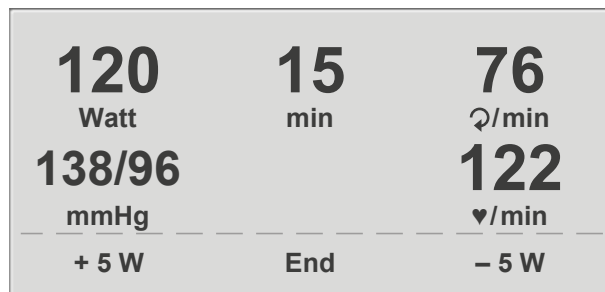 120 15 76
Watt min ↻/min
138/96 122
mmHg ♥/min
+ 5 W End – 5 W